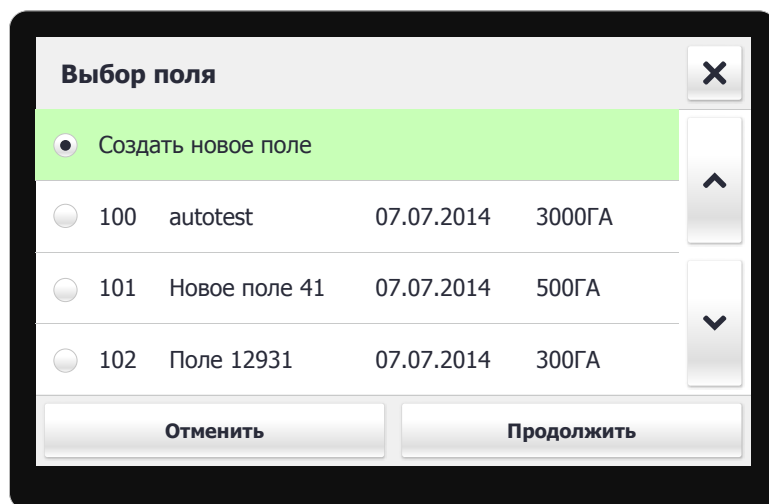 Выбор поля
Создать новое поле
100 autotest 07.07.2014 3000ГА
101 Новое поле 41 07.07.2014 500ГА
102 Поле 12931 07.07.2014 300ГА
Отменить Продолжить